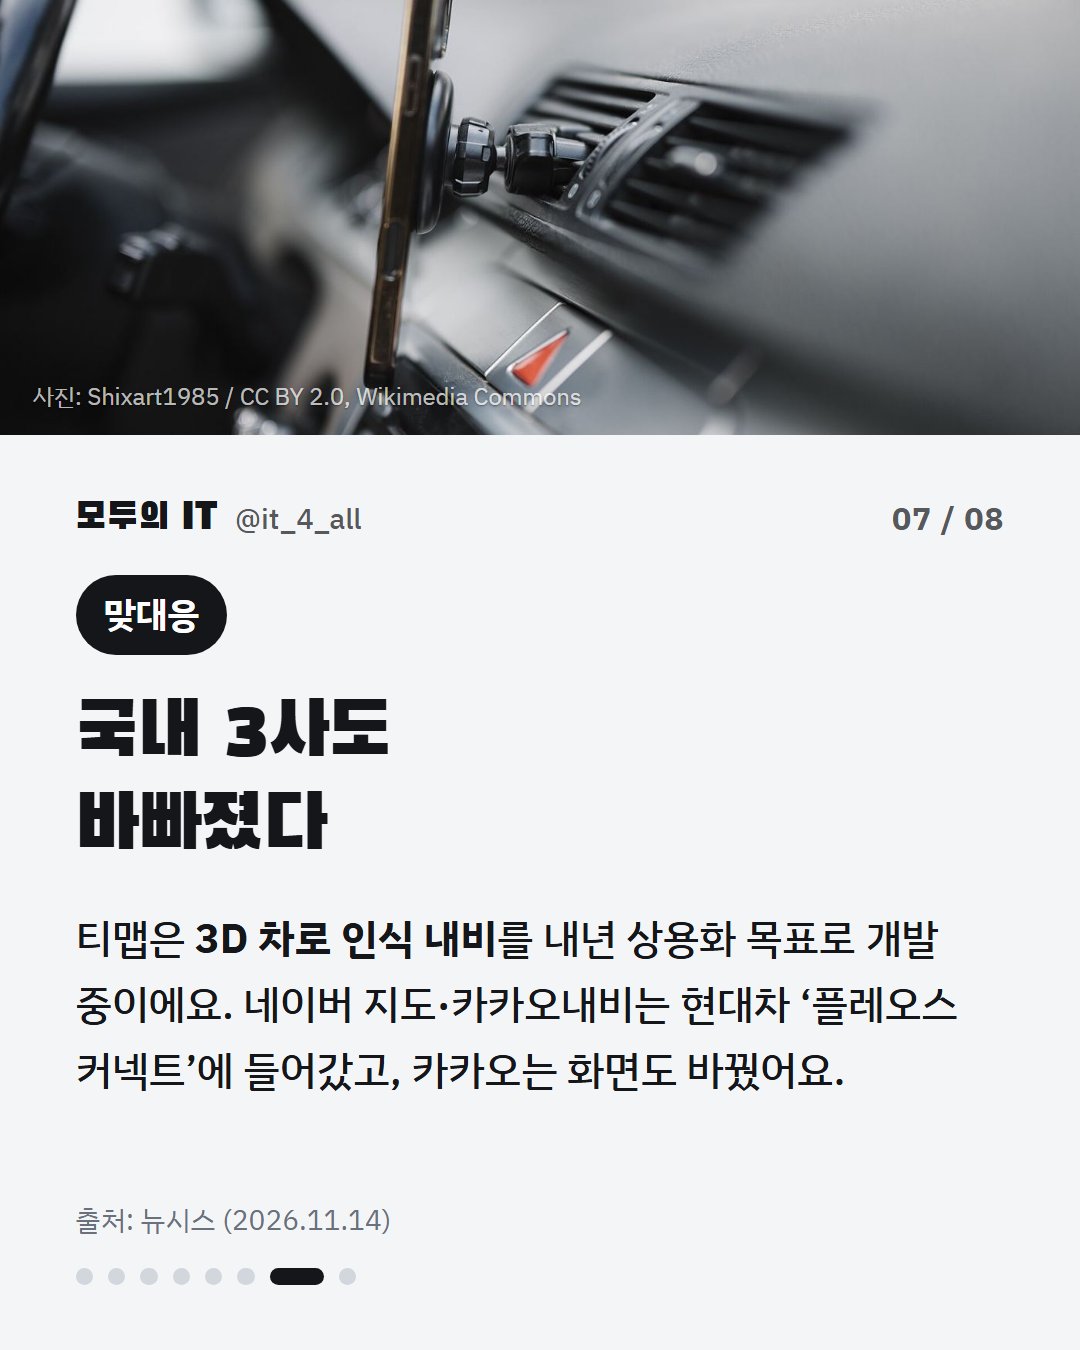 사진: Shixart1985 / CC BY 2.0, Wikimedia Commons
모두의 IT @it_4_all
07 / 08
맞대응
국내 3사도
바빠졌다
티맵은 3D 차로 인식 내비를 내년 상용화 목표로 개발
중이에요. 네이버 지도·카카오내비는 현대차 ‘플레오스
커넥트’에 들어갔고, 카카오는 화면도 바꿨어요.
출처: 뉴시스 (2026.11.14)